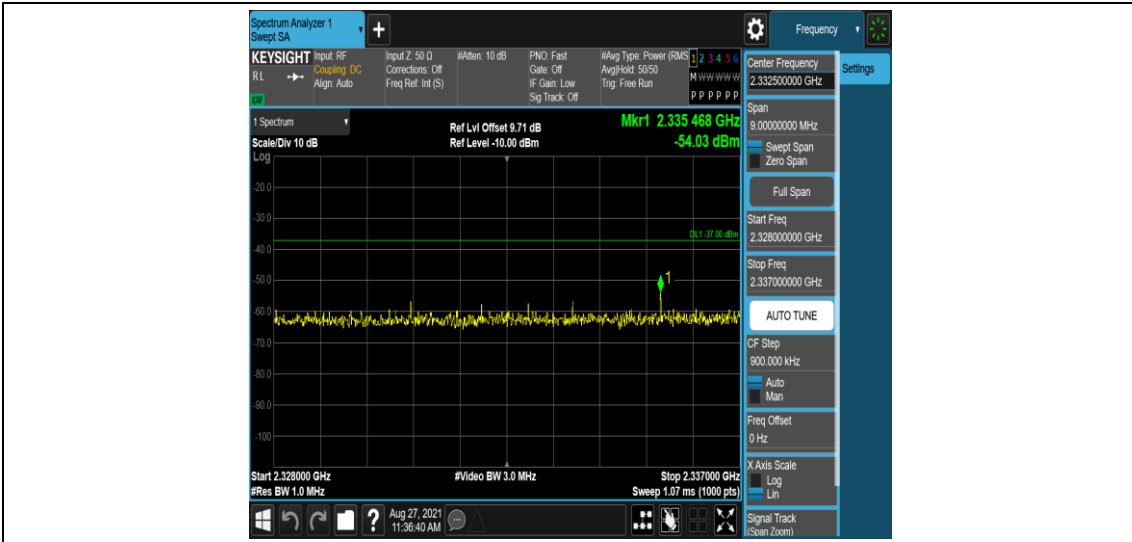 Spectrum Analyzer 1
Swept SA
+
Frequency
KEYSIGHT
RL
LXI
Input: RF
Coupling: DC
Align: Auto
Input Z: 50 Ω
Corrections: Off
Freq Ref: Int (S)
#Atten: 10 dB
PNO: Fast
Gate: Off
IF Gain: Low
Sig Track: Off
#Avg Type: Power (RMS
Avg|Hold: 50/50
Trig: Free Run
1 2 3 4 5 6
M W W W W W
P P P P P P
1 Spectrum
Scale/Div 10 dB
Ref Lvl Offset 9.71 dB
Ref Level -10.00 dBm
Mkr1 2.335 468 GHz
-54.03 dBm
Log
-20.0
-30.0
DL1 -37.00 dBm
-40.0
-50.0
1
-60.0
-70.0
-80.0
-90.0
-100
Start 2.328000 GHz
#Video BW 3.0 MHz
Stop 2.337000 GHz
#Res BW 1.0 MHz
Sweep 1.07 ms (1000 pts)
?
Aug 27, 2021
11:36:40 AM
Center Frequency
2.332500000 GHz
Settings
Span
9.00000000 MHz
Swept Span
Zero Span
Full Span
Start Freq
2.328000000 GHz
Stop Freq
2.337000000 GHz
AUTO TUNE
CF Step
900.000 kHz
Auto
Man
Freq Offset
0 Hz
X Axis Scale
Log
Lin
Signal Track
(Span Zoom)